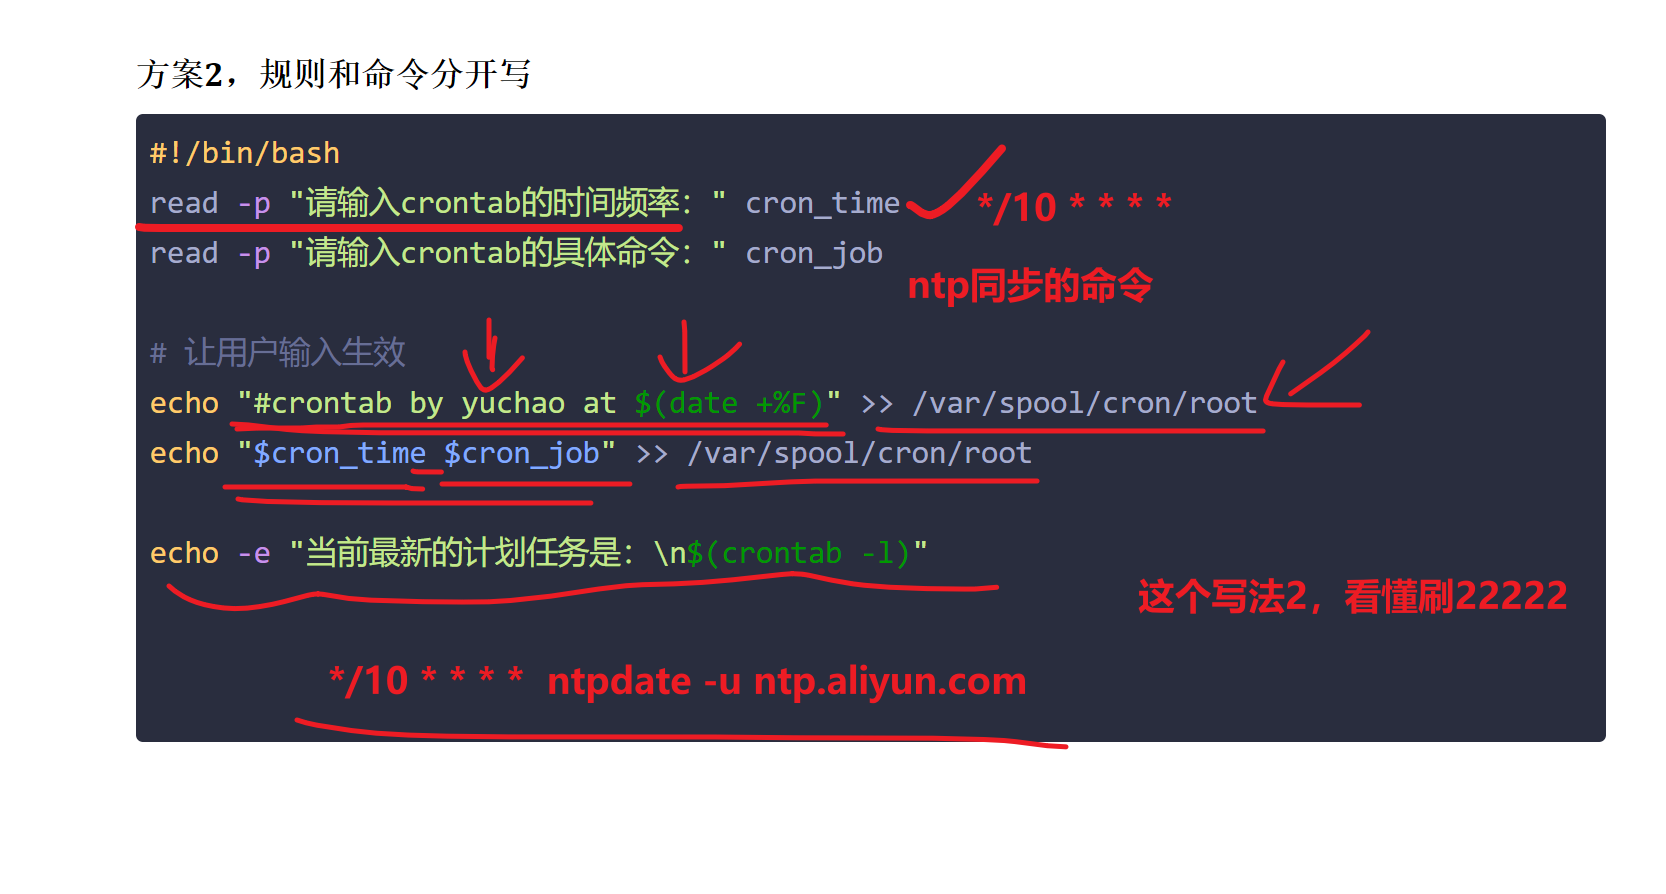 方案2，规则和命令分开写
#!/bin/bash
read -p "请输入crontab的时间频率：" cron_time
*/10 * * * *
read -p "请输入crontab的具体命令：" cron_job
ntp同步的命令
# 让用户输入生效
echo "#crontab by yuchao at $(date +%F)" >> /var/spool/cron/root
echo "$cron_time $cron_job" >> /var/spool/cron/root
echo -e "当前最新的计划任务是：\n$(crontab -l)"
这个写法2，看懂刷22222
*/10 * * * * ntpdate -u ntp.aliyun.com